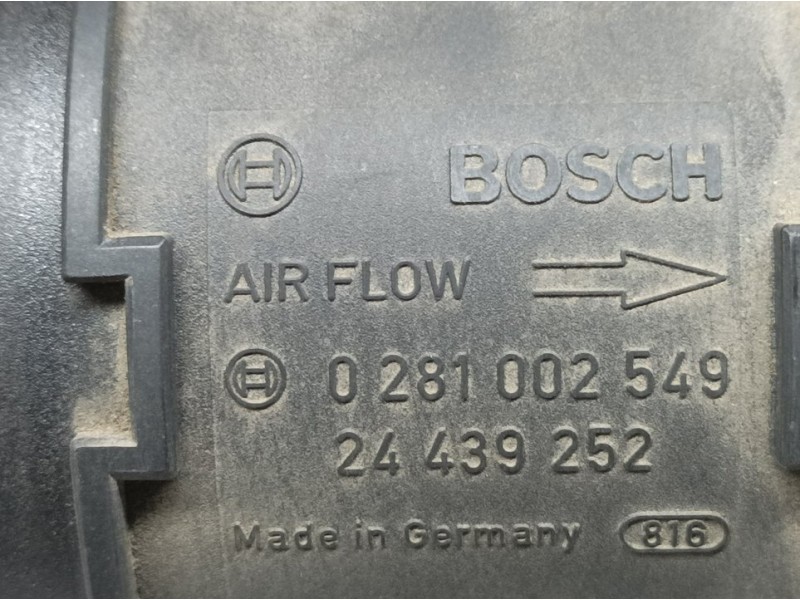 BOSCH
AIR FLOW
0 281 002 549
24 439 252
Made in Germany 816